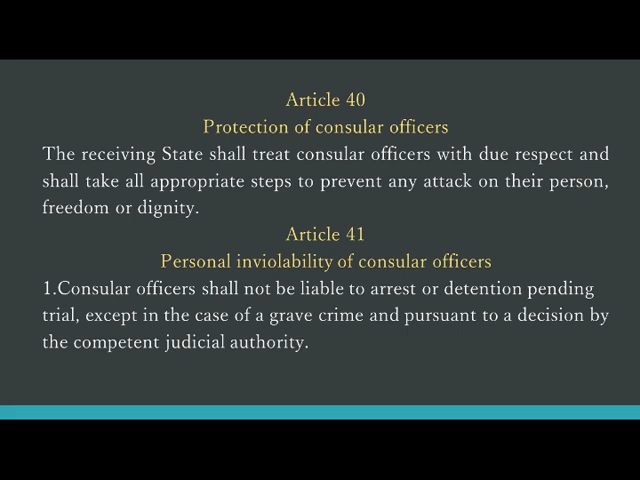 Article 40
Protection of consular officers
The receiving State shall treat consular officers with due respect and
shall take all appropriate steps to prevent any attack on their person,
freedom or dignity.
Article 41
Personal inviolability of consular officers
1.Consular officers shall not be liable to arrest or detention pending
trial, except in the case of a grave crime and pursuant to a decision by
the competent judicial authority.